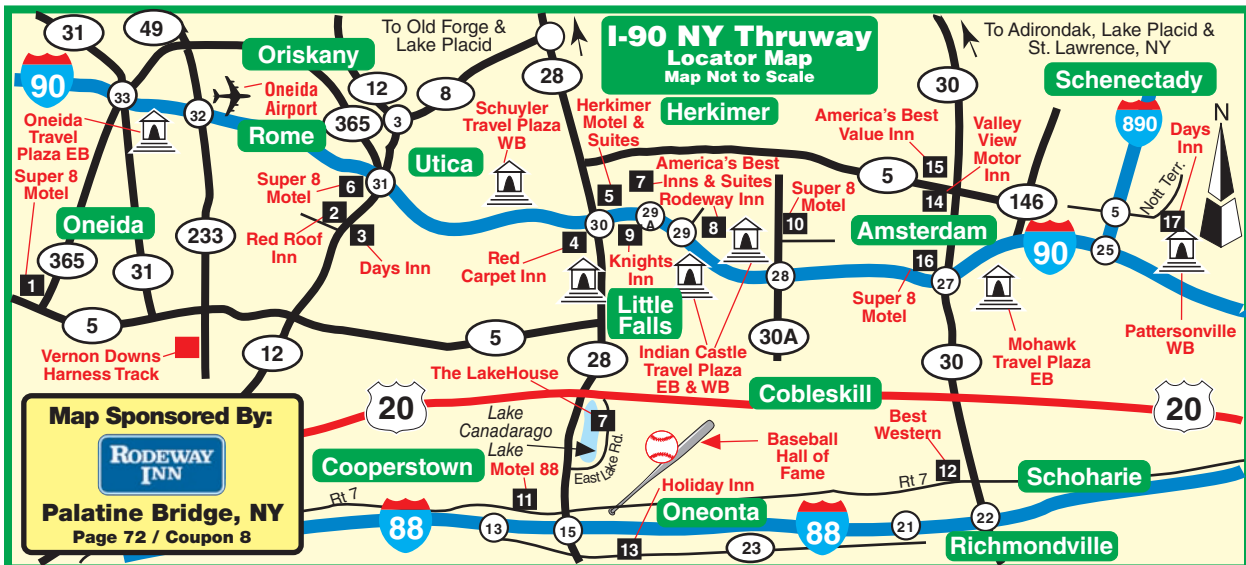 31
49
To Old Forge &
Lake Placid
I-90 NY Thruway
Locator Map
Map Not to Scale
To Adirondak, Lake Placid &
St. Lawrence, NY
Oriskany
28
30
Schenectady
90
33
32
Oneida
Airport
12
8
3
365
Rome
Oneida
Travel
Plaza EB
Schuyler
Travel Plaza
WB
Herkimer
Motel &
Suites
Herkimer
America's Best
Value Inn
15
Valley
View
Motor
Inn
890
Days
Inn
N
Super 8
Motel
Utica
Super 8
Motel
6
31
5
7
America's Best
Inns & Suites
Rodeway Inn
Super 8
Motel
10
5
14
146
5
Nott Terr.
17
Oneida
233
2
Red Roof
Inn
3
Days Inn
30
29
A
29
8
9
Knights
Inn
4
Red
Carpet Inn
Amsterdam
90
25
365
31
1
28
16
27
Super 8
Motel
5
Little
Falls
Pattersonville
WB
5
30A
Mohawk
Travel Plaza
EB
Vernon Downs
Harness Track
12
28
Indian Castle
Travel Plaza
EB & WB
30
The LakeHouse
Cobleskill
20
20
Map Sponsored By:
RODEWAY
INN
Palatine Bridge, NY
Page 72 / Coupon 8
Lake
Canadarago
Lake
7
East Lake Rd.
Baseball
Hall of
Fame
Best
Western
12
Cooperstown
Motel 88
11
Rt 7
Holiday Inn
Rt 7
Schoharie
88
13
15
Oneonta
88
21
22
13
23
Richmondville